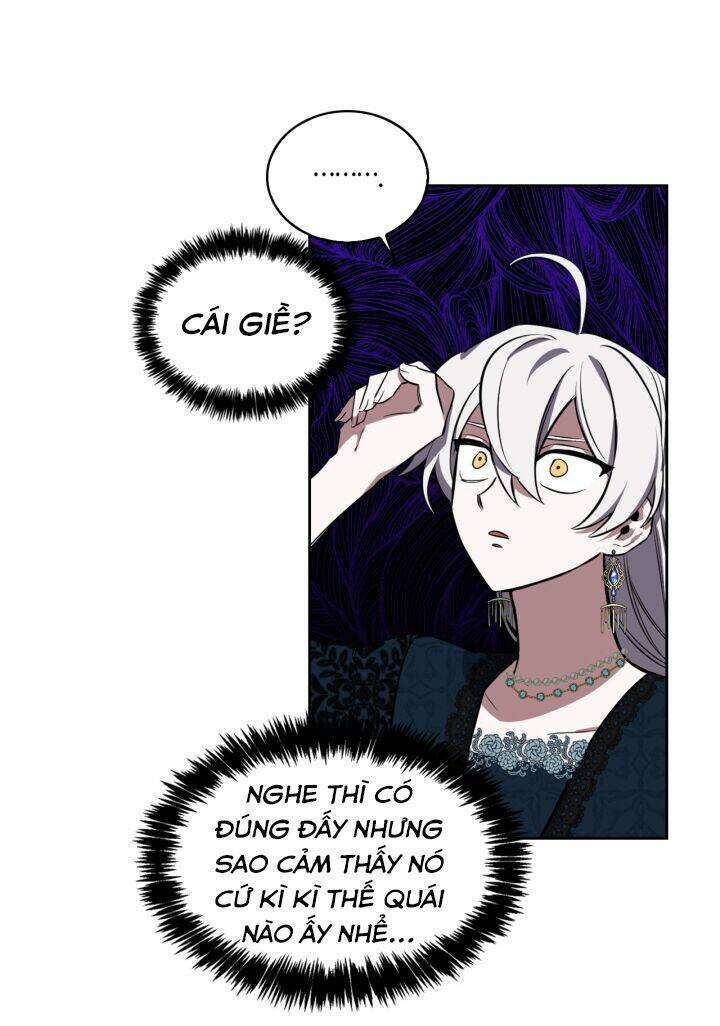 .........
CÁI GIỀ?
NGHE THÌ CÓ
ĐÚNG ĐẤY NHƯNG
SAO CẢM THẤY NÓ
CỨ KÌ KÌ THẾ QUÁI
NÀO ẤY NHỂ...